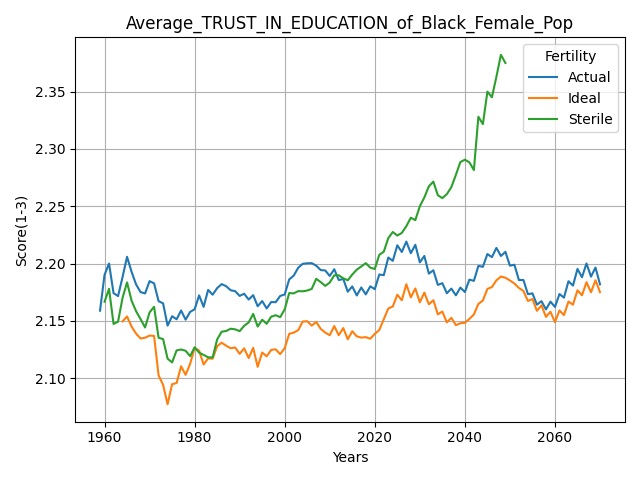 Average_TRUST_IN_EDUCATION_of_Black_Female_Pop
Fertility
Actual
Ideal
Sterile
Score(1-3)
2.35
2.30
2.25
2.20
2.15
2.10
1960 1980 2000 2020 2040 2060
Years